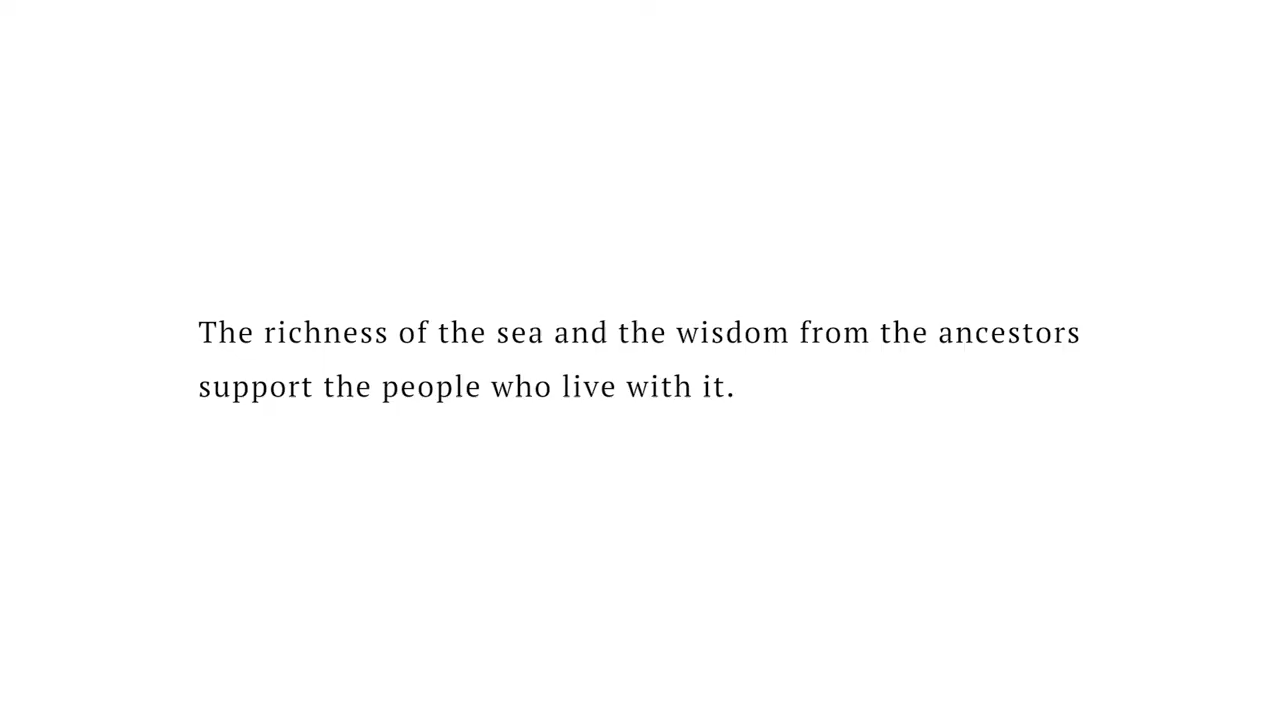 The richness of the sea and the wisdom from the ancestors
support the people who live with it.